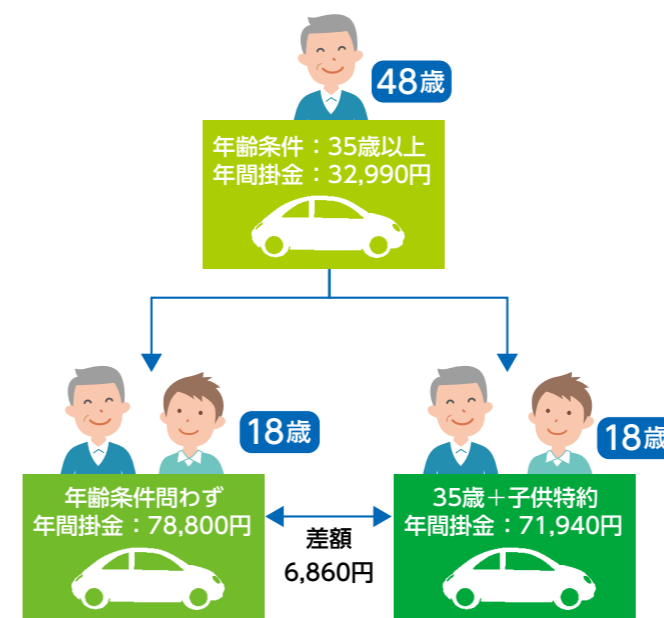 48歳
年齢条件：35歳以上
年間掛金：32,990円
18歳
18歳
年齢条件問わず
年間掛金：78,800円
差額
6,860円
35歳＋子供特約
年間掛金：71,940円